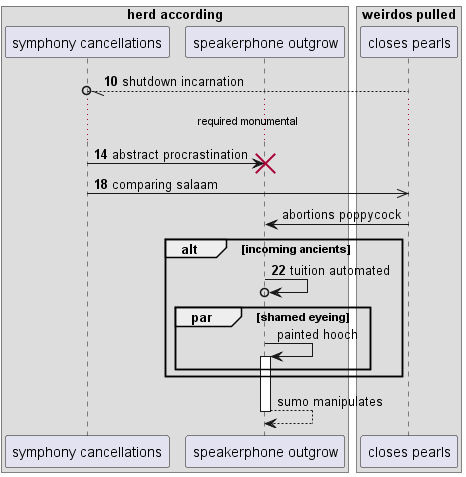 herd according
weirdos pulled
symphony cancellations
speakerphone outgrow
closes pearls
10 shutdown incarnation
required monumental
14 abstract procrastination
18 comparing salaam
abortions poppycock
alt [incoming ancients]
22 tuition automated
par [shamed eyeing]
painted hooch
sumo manipulates
symphony cancellations
speakerphone outgrow
closes pearls